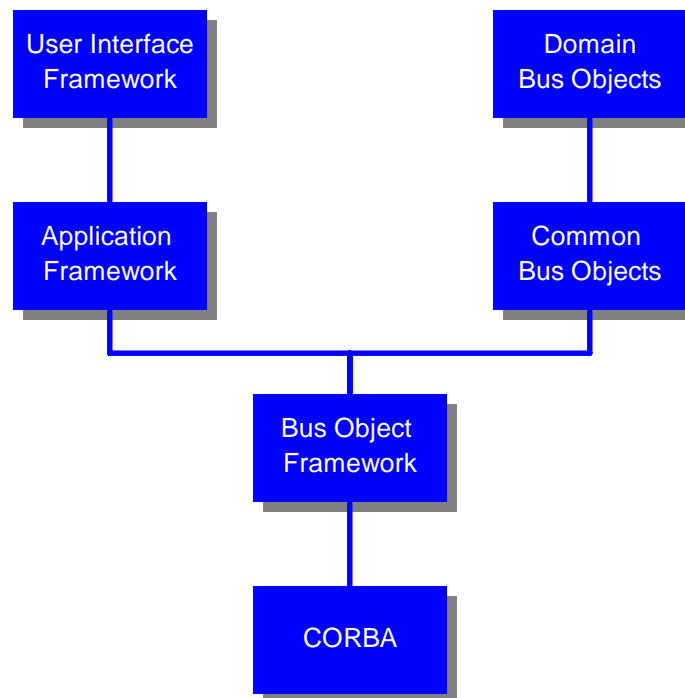 User Interface
Framework
Domain
Bus Objects
Application
Framework
Common
Bus Objects
Bus Object
Framework
CORBA